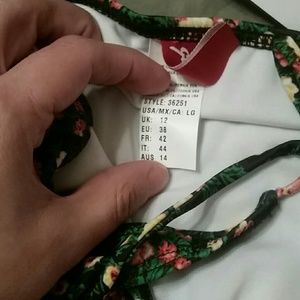 STYLE: 36251
USA/MX/CA: LG
UK: 12
EU: 38
FR: 42
IT: 44
AUS: 14